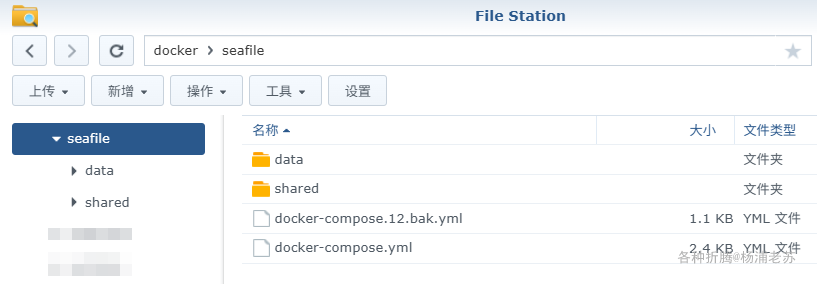 File Station
docker > seafile
上传 新增 操作 工具 设置
seafile
data
shared
名称 大小 文件类型
data 文件夹
shared 文件夹
docker-compose.12.bak.yml 1.1 KB YML 文件
docker-compose.yml 2.4 KB YML 文件
各种折腾@杨浦老苏